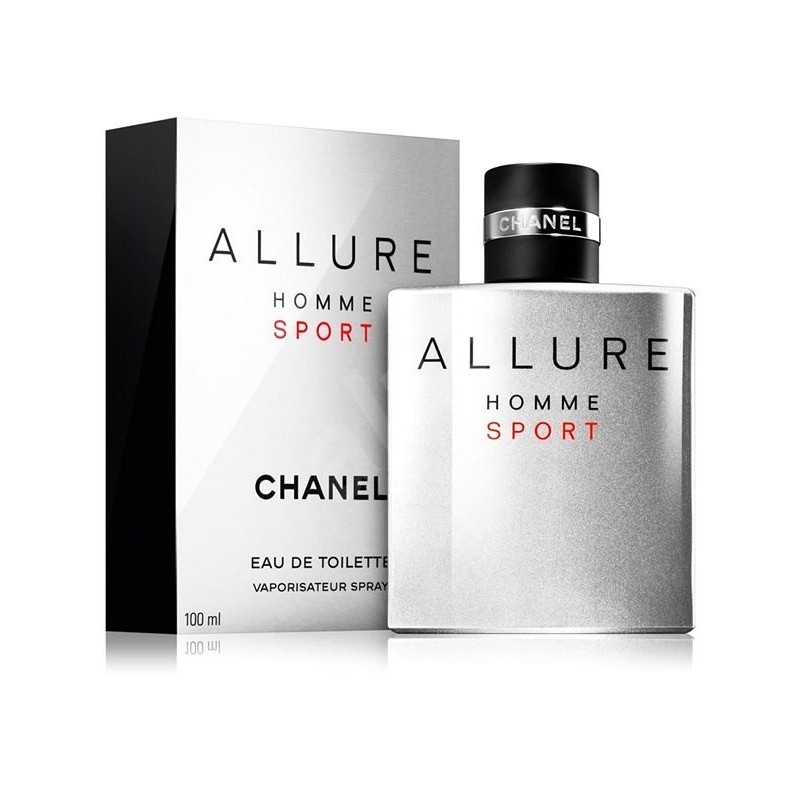 ALLURE
HOMME
SPORT
CHANEL
EAU DE TOILETTE
VAPORISATEUR SPRAY
100 ml
CHANEL
ALLURE
HOMME
SPORT